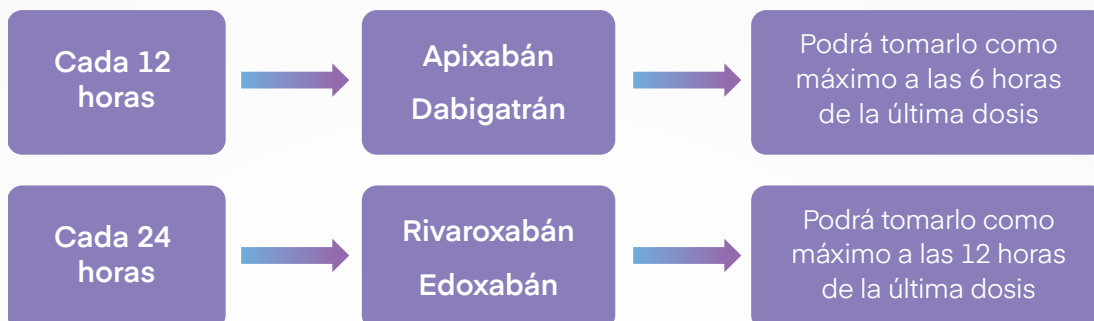 Cada 12
horas
Apixabán
Dabigatrán
Podrá tomarlo como
máximo a las 6 horas
de la última dosis
Cada 24
horas
Rivaroxabán
Edoxabán
Podrá tomarlo como
máximo a las 12 horas
de la última dosis